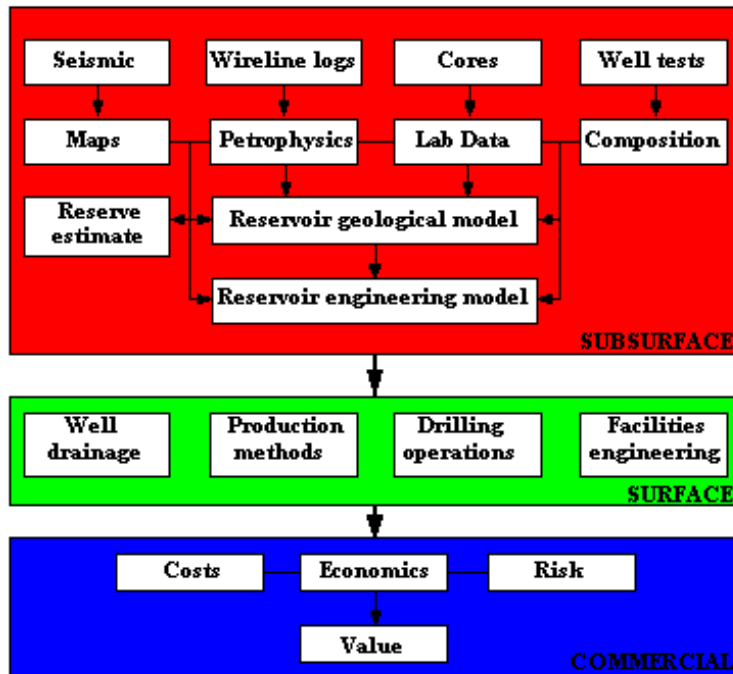 Seismic
Wireline logs
Cores
Well tests
Maps
Petrophysics
Lab Data
Composition
Reserve
estimate
Reservoir geological model
Reservoir engineering model
SUBSURFACE
Well
drainage
Production
methods
Drilling
operations
Facilities
engineering
SURFACE
Costs
Economics
Risk
Value
COMMERCIAL